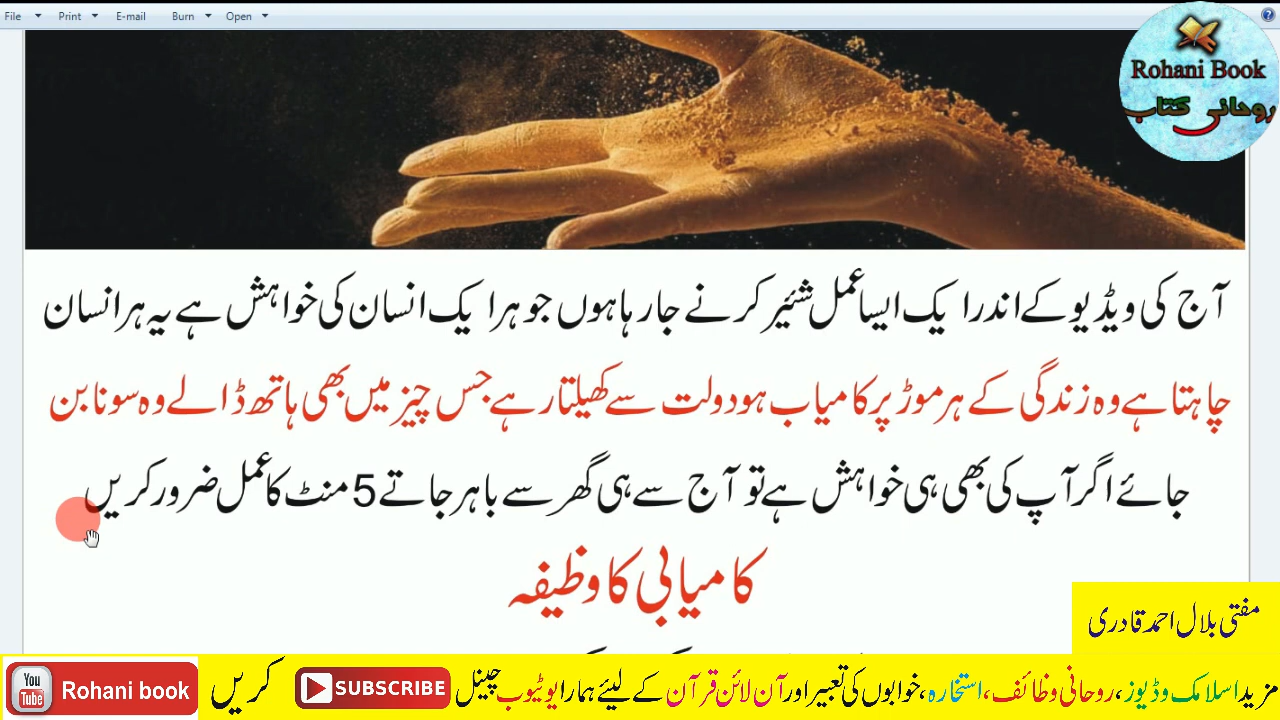 File Print E-mail Burn Open
Rohani Book
روحانی کتاب
آج کی ویڈیو کے اندر ایک ایسا عمل شئیر کرنے جا رہا ہوں جو ہر ایک انسان کی خواہش ہے یہ ہر انسان
چاہتا ہے وہ زندگی کے ہر موڑ پر کامیاب ہو دولت سے کھیلتا رہے جس چیز میں بھی ہاتھ ڈالے وہ سونا بن
جائے اگر آپ کی بھی ہی خواہش ہے تو آج سے ہی گھر سے باہر جاتے 5 منٹ کا عمل ضرور کریں
کامیابی کا وظیفہ
مفتی بلال احمد قادری
مزید اسلامک وڈیوز، روحانی وظائف، استخارہ، خوابوں کی تعبیر اور آن لائن قرآن کے لیئے ہمارا یوٹیوب چینل SUBSCRIBE کریں
You Tube Rohani book